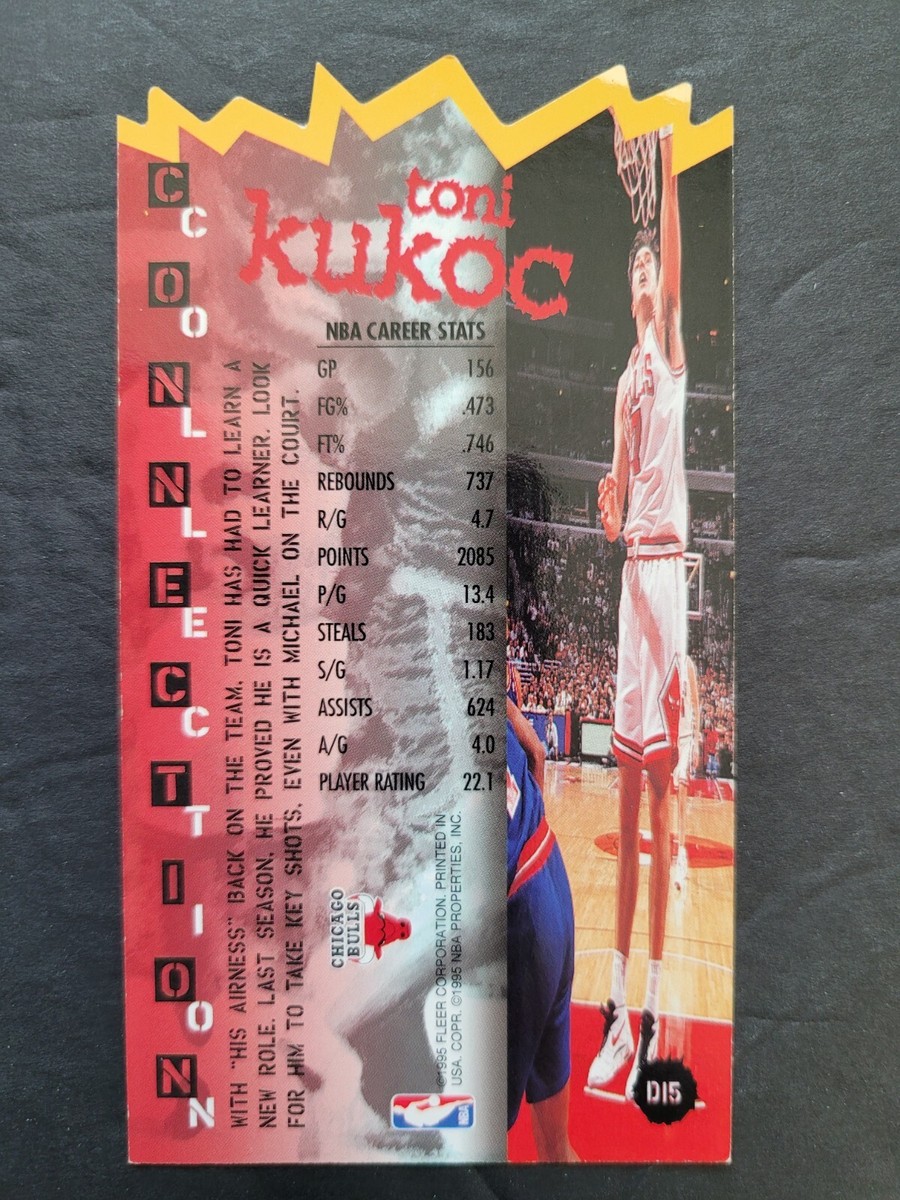 CONNECTION
COLLECTION
toni
kukoc
NBA CAREER STATS
GP 156
FG% .473
FT% .746
REBOUNDS 737
R/G 4.7
POINTS 2085
P/G 13.4
STEALS 183
S/G 1.17
ASSISTS 624
A/G 4.0
PLAYER RATING 22.1
WITH "HIS AIRNESS" BACK ON THE TEAM, TONI HAS HAD TO LEARN A
NEW ROLE. LAST SEASON, HE PROVED HE IS A QUICK LEARNER. LOOK
FOR HIM TO TAKE KEY SHOTS, EVEN WITH MICHAEL ON THE COURT.
CHICAGO
BULLS
©1995 FLEER CORPORATION. PRINTED IN
USA. COPR. ©1995 NBA PROPERTIES, INC.
NBA
D15